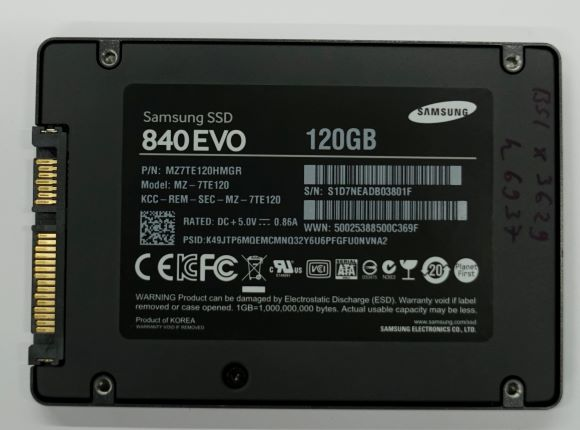 Samsung SSD
840 EVO 120GB
SAMSUNG
P/N: MZ7TE120HMGR
Model: MZ-7TE120
KCC-REM-SEC-MZ-7TE120
S/N: S1D7NEADB03801F
RATED: DC+5.0V 0.86A
WWN: 50025388500C369F
PSID:K49JTP6MQEMCMNQ32Y6U6PFGFU0NVNA2
CE FC c UL us VCI SERIAL ATA 20 Planet First
WARNING Product can be damaged by Electrostatic Discharge (ESD). Warranty void if label
removed or case opened. 1GB=1,000,000,000 bytes. Actual usable capacity may be less.
Product of KOREA
WARRANTY VOID IF REMOVED
www.samsung.com/ssd
SAMSUNG ELECTRONICS CO., LTD.